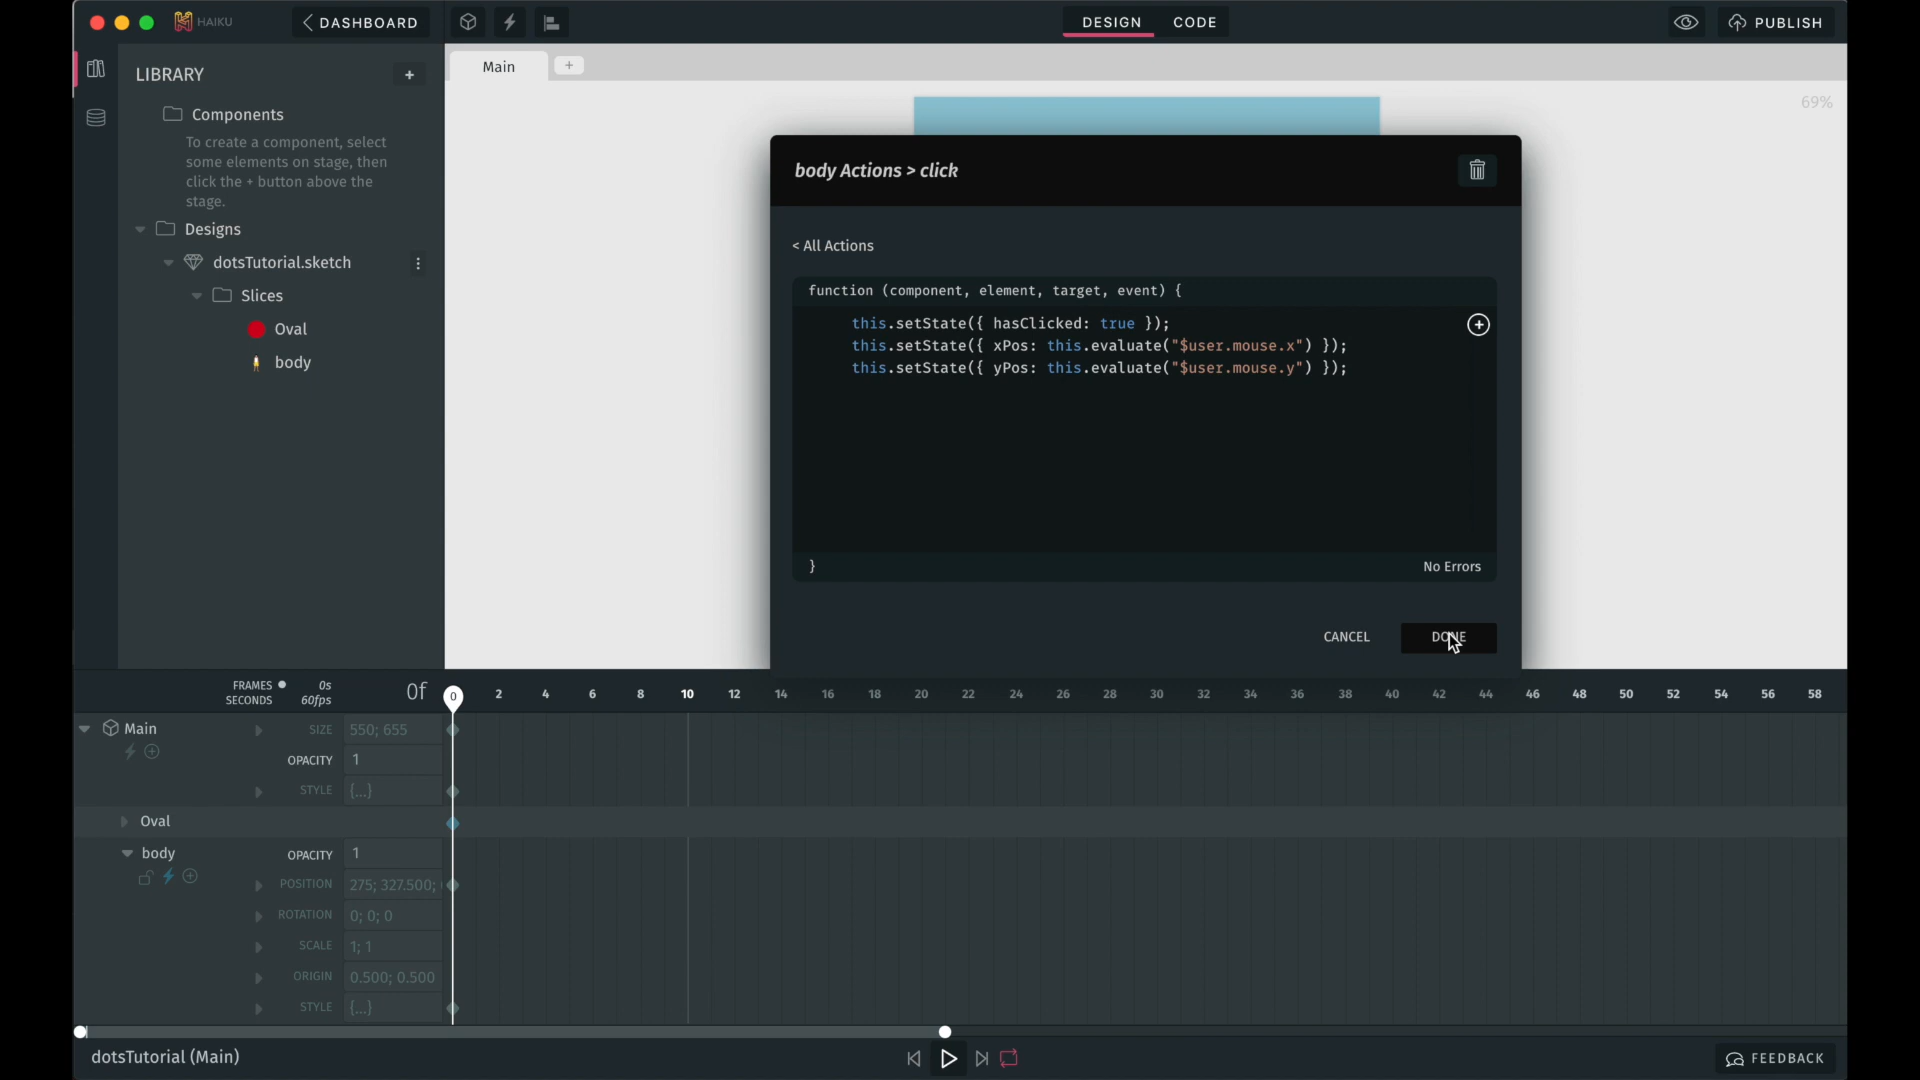 HAIKU
DASHBOARD
DESIGN
CODE
PUBLISH
LIBRARY
+
Main
+
69%
Components
To create a component, select
some elements on stage, then
click the + button above the
stage.
Designs
dotsTutorial.sketch
Slices
Oval
body
body Actions > click
< All Actions
function (component, element, target, event) {
this.setState({ hasClicked: true });
this.setState({ xPos: this.evaluate("$user.mouse.x") });
this.setState({ yPos: this.evaluate("$user.mouse.y") });
}
No Errors
CANCEL
DONE
FRAMES 0s
SECONDS 60fps
0f
0 2 4 6 8 10 12 14 16 18 20 22 24 26 28 30 32 34 36 38 40 42 44 46 48 50 52 54 56 58
Main
SIZE 550; 655
OPACITY 1
STYLE {...}
Oval
body
OPACITY 1
POSITION 275; 327.500;
ROTATION 0; 0; 0
SCALE 1; 1
ORIGIN 0.500; 0.500
STYLE {...}
dotsTutorial (Main)
FEEDBACK